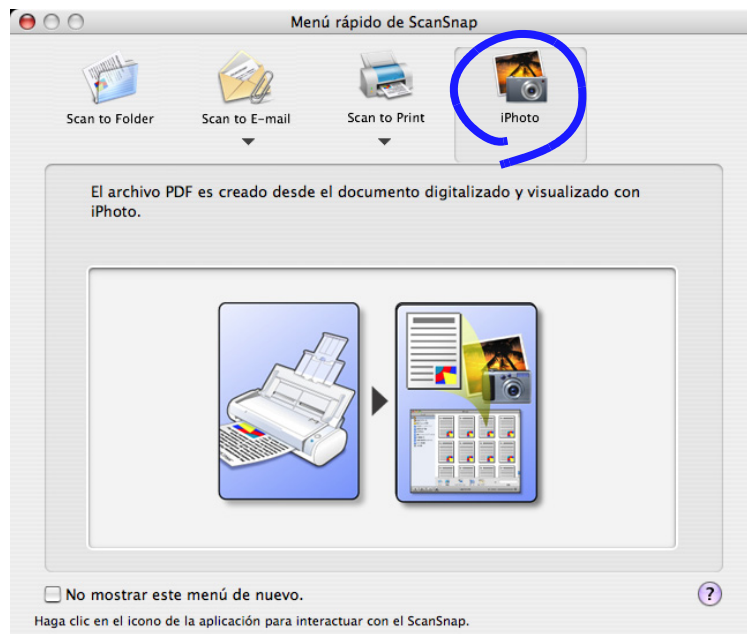 Menú rápido de ScanSnap
Scan to Folder
Scan to E-mail
Scan to Print
iPhoto
El archivo PDF es creado desde el documento digitalizado y visualizado con
iPhoto.
No mostrar este menú de nuevo.
?
Haga clic en el icono de la aplicación para interactuar con el ScanSnap.